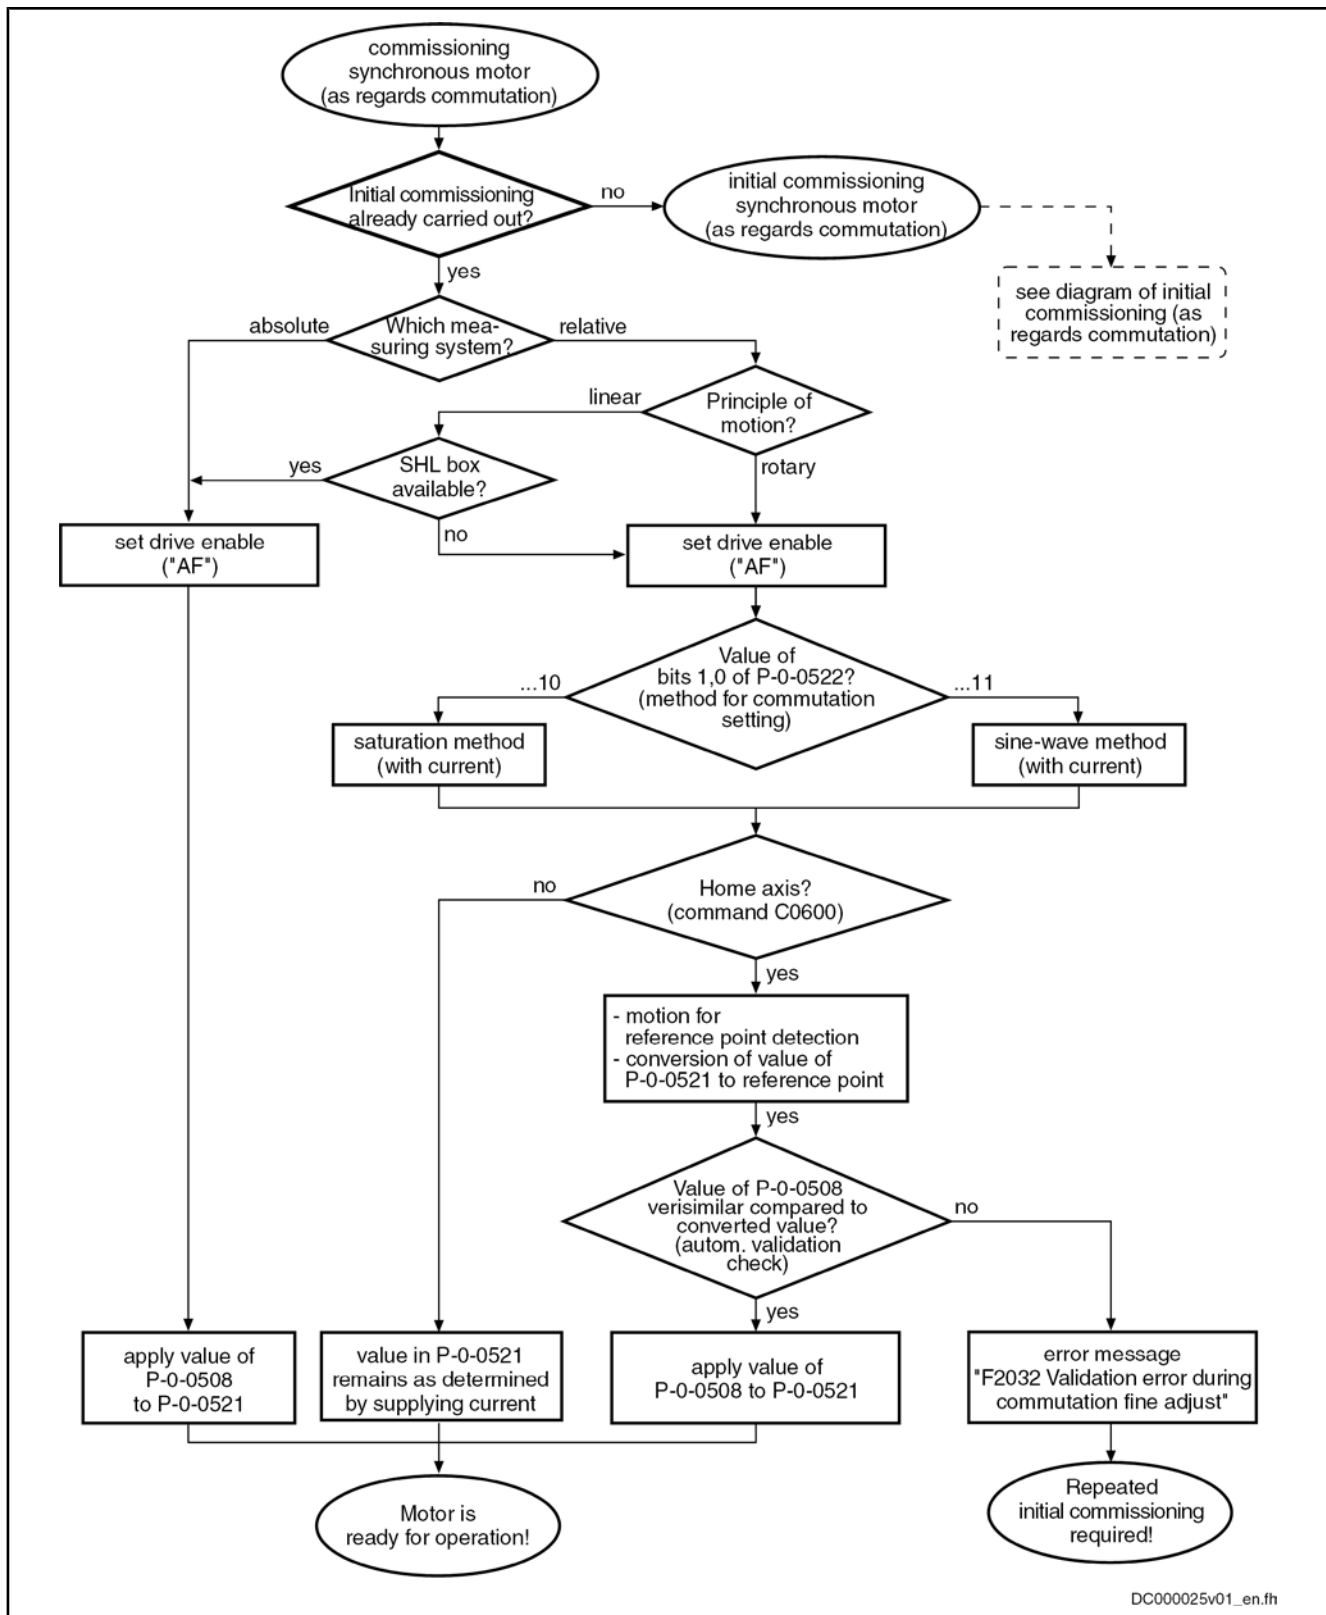 commissioning
synchronous motor
(as regards commutation)
Initial commissioning
already carried out?
no
initial commissioning
synchronous motor
(as regards commutation)
yes
see diagram of initial
commissioning (as
regards commutation)
absolute
Which mea-
suring system?
relative
linear
Principle of
motion?
yes
SHL box
available?
rotary
no
set drive enable
("AF")
set drive enable
("AF")
Value of
bits 1,0 of P-0-0522?
(method for commutation
setting)
...10
...11
saturation method
(with current)
sine-wave method
(with current)
no
Home axis?
(command C0600)
yes
- motion for
reference point detection
- conversion of value of
P-0-0521 to reference point
yes
Value of P-0-0508
verisimilar compared to
converted value?
(autom. validation
check)
no
yes
apply value of
P-0-0508
to P-0-0521
value in P-0-0521
remains as determined
by supplying current
apply value of
P-0-0508 to P-0-0521
error message
"F2032 Validation error during
commutation fine adjust"
Motor is
ready for operation!
Repeated
initial commissioning
required!
DC000025v01_en.fh